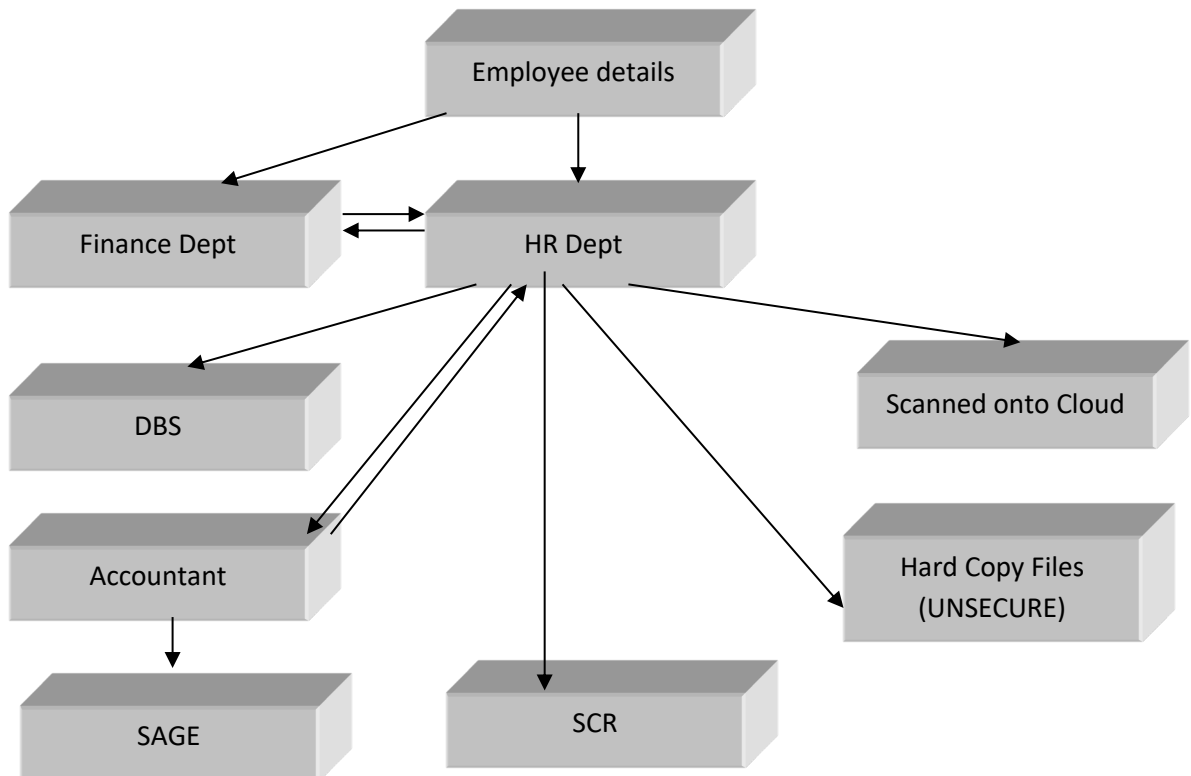 Employee details
Finance Dept
HR Dept
DBS
Scanned onto Cloud
Accountant
Hard Copy Files
(UNSECURE)
SAGE
SCR